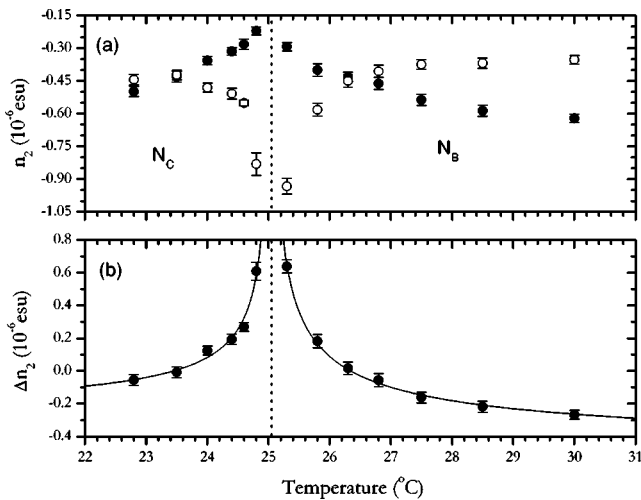 (a)
n₂ (10⁻⁶esu)
-0.15
-0.30
-0.45
-0.60
-0.75
-0.90
-1.05
N_C
N_B
(b)
Δn₂ (10⁻⁶esu)
0.8
0.6
0.4
0.2
0.0
-0.2
-0.4
22 23 24 25 26 27 28 29 30 31
Temperature (°C)